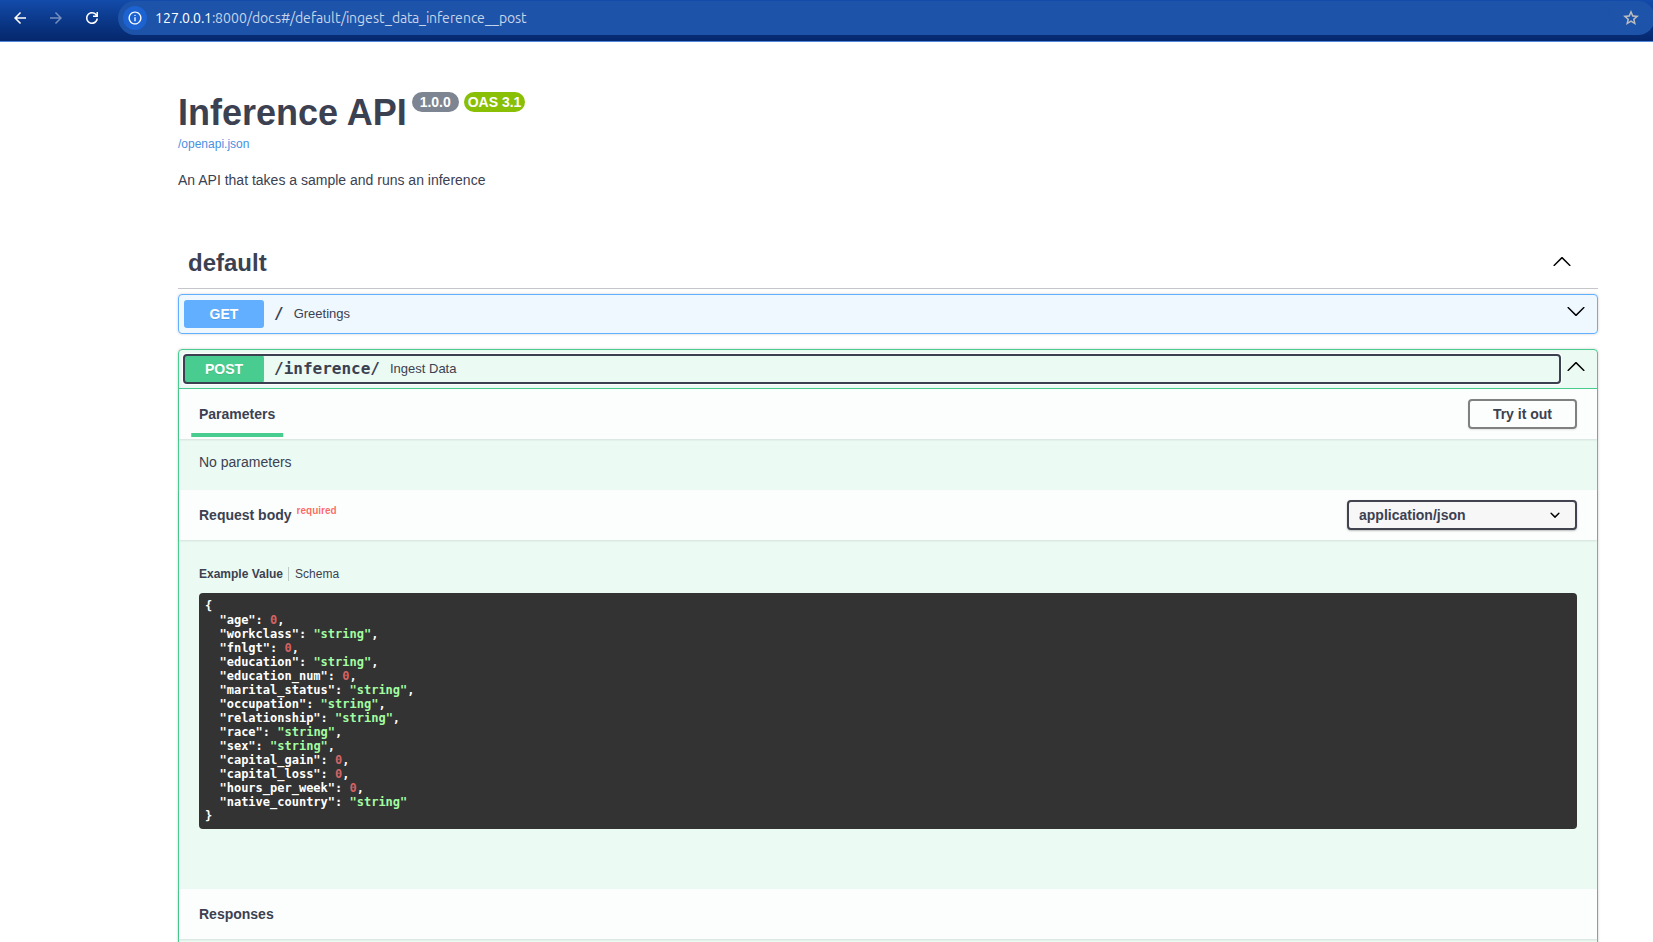 127.0.0.1:8000/docs#/default/ingest_data_inference__post
Inference API 1.0.0 OAS 3.1
/openapi.json
An API that takes a sample and runs an inference
default
GET / Greetings
POST /inference/ Ingest Data
Parameters Try it out
No parameters
Request body required application/json
Example Value | Schema
{
  "age": 0,
  "workclass": "string",
  "fnlgt": 0,
  "education": "string",
  "education_num": 0,
  "marital_status": "string",
  "occupation": "string",
  "relationship": "string",
  "race": "string",
  "sex": "string",
  "capital_gain": 0,
  "capital_loss": 0,
  "hours_per_week": 0,
  "native_country": "string"
}
Responses